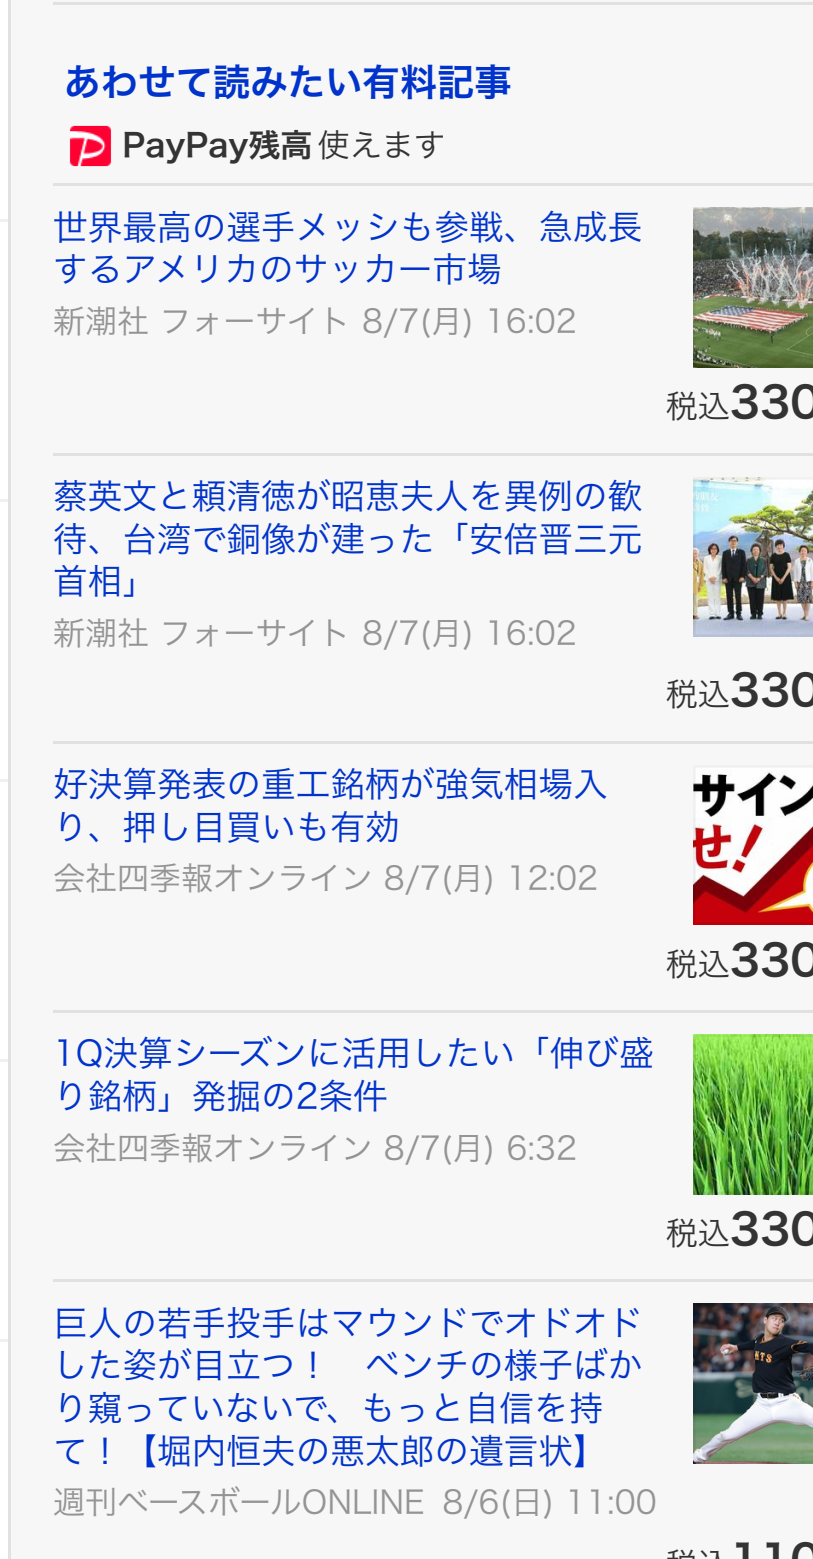 あわせて読みたい有料記事
PayPay残高 使えます
世界最高の選手メッシも参戦、急成長
するアメリカのサッカー市場
新潮社 フォーサイト 8/7(月) 16:02
税込330
蔡英文と頼清徳が昭恵夫人を異例の歓
待、台湾で銅像が建った「安倍晋三元
首相」
新潮社 フォーサイト 8/7(月) 16:02
税込330
好決算発表の重工銘柄が強気相場入
り、押し目買いも有効
会社四季報オンライン 8/7(月) 12:02
サイン
せ!
税込330
1Q決算シーズンに活用したい「伸び盛
り銘柄」発掘の2条件
会社四季報オンライン 8/7(月) 6:32
税込330
巨人の若手投手はマウンドでオドオド
した姿が目立つ！　ベンチの様子ばか
り窺っていないで、もっと自信を持
て！【堀内恒夫の悪太郎の遺言状】
週刊ベースボールONLINE 8/6(日) 11:00
税込110